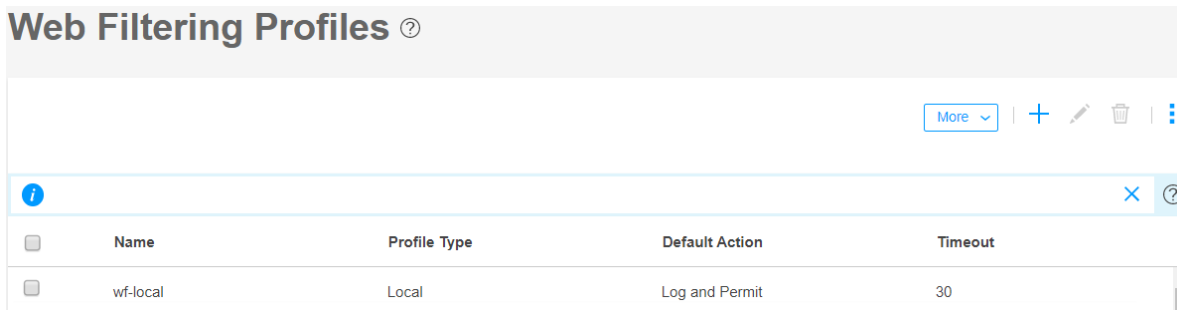 Web Filtering Profiles ?
More
i
?
Name Profile Type Default Action Timeout
wf-local Local Log and Permit 30